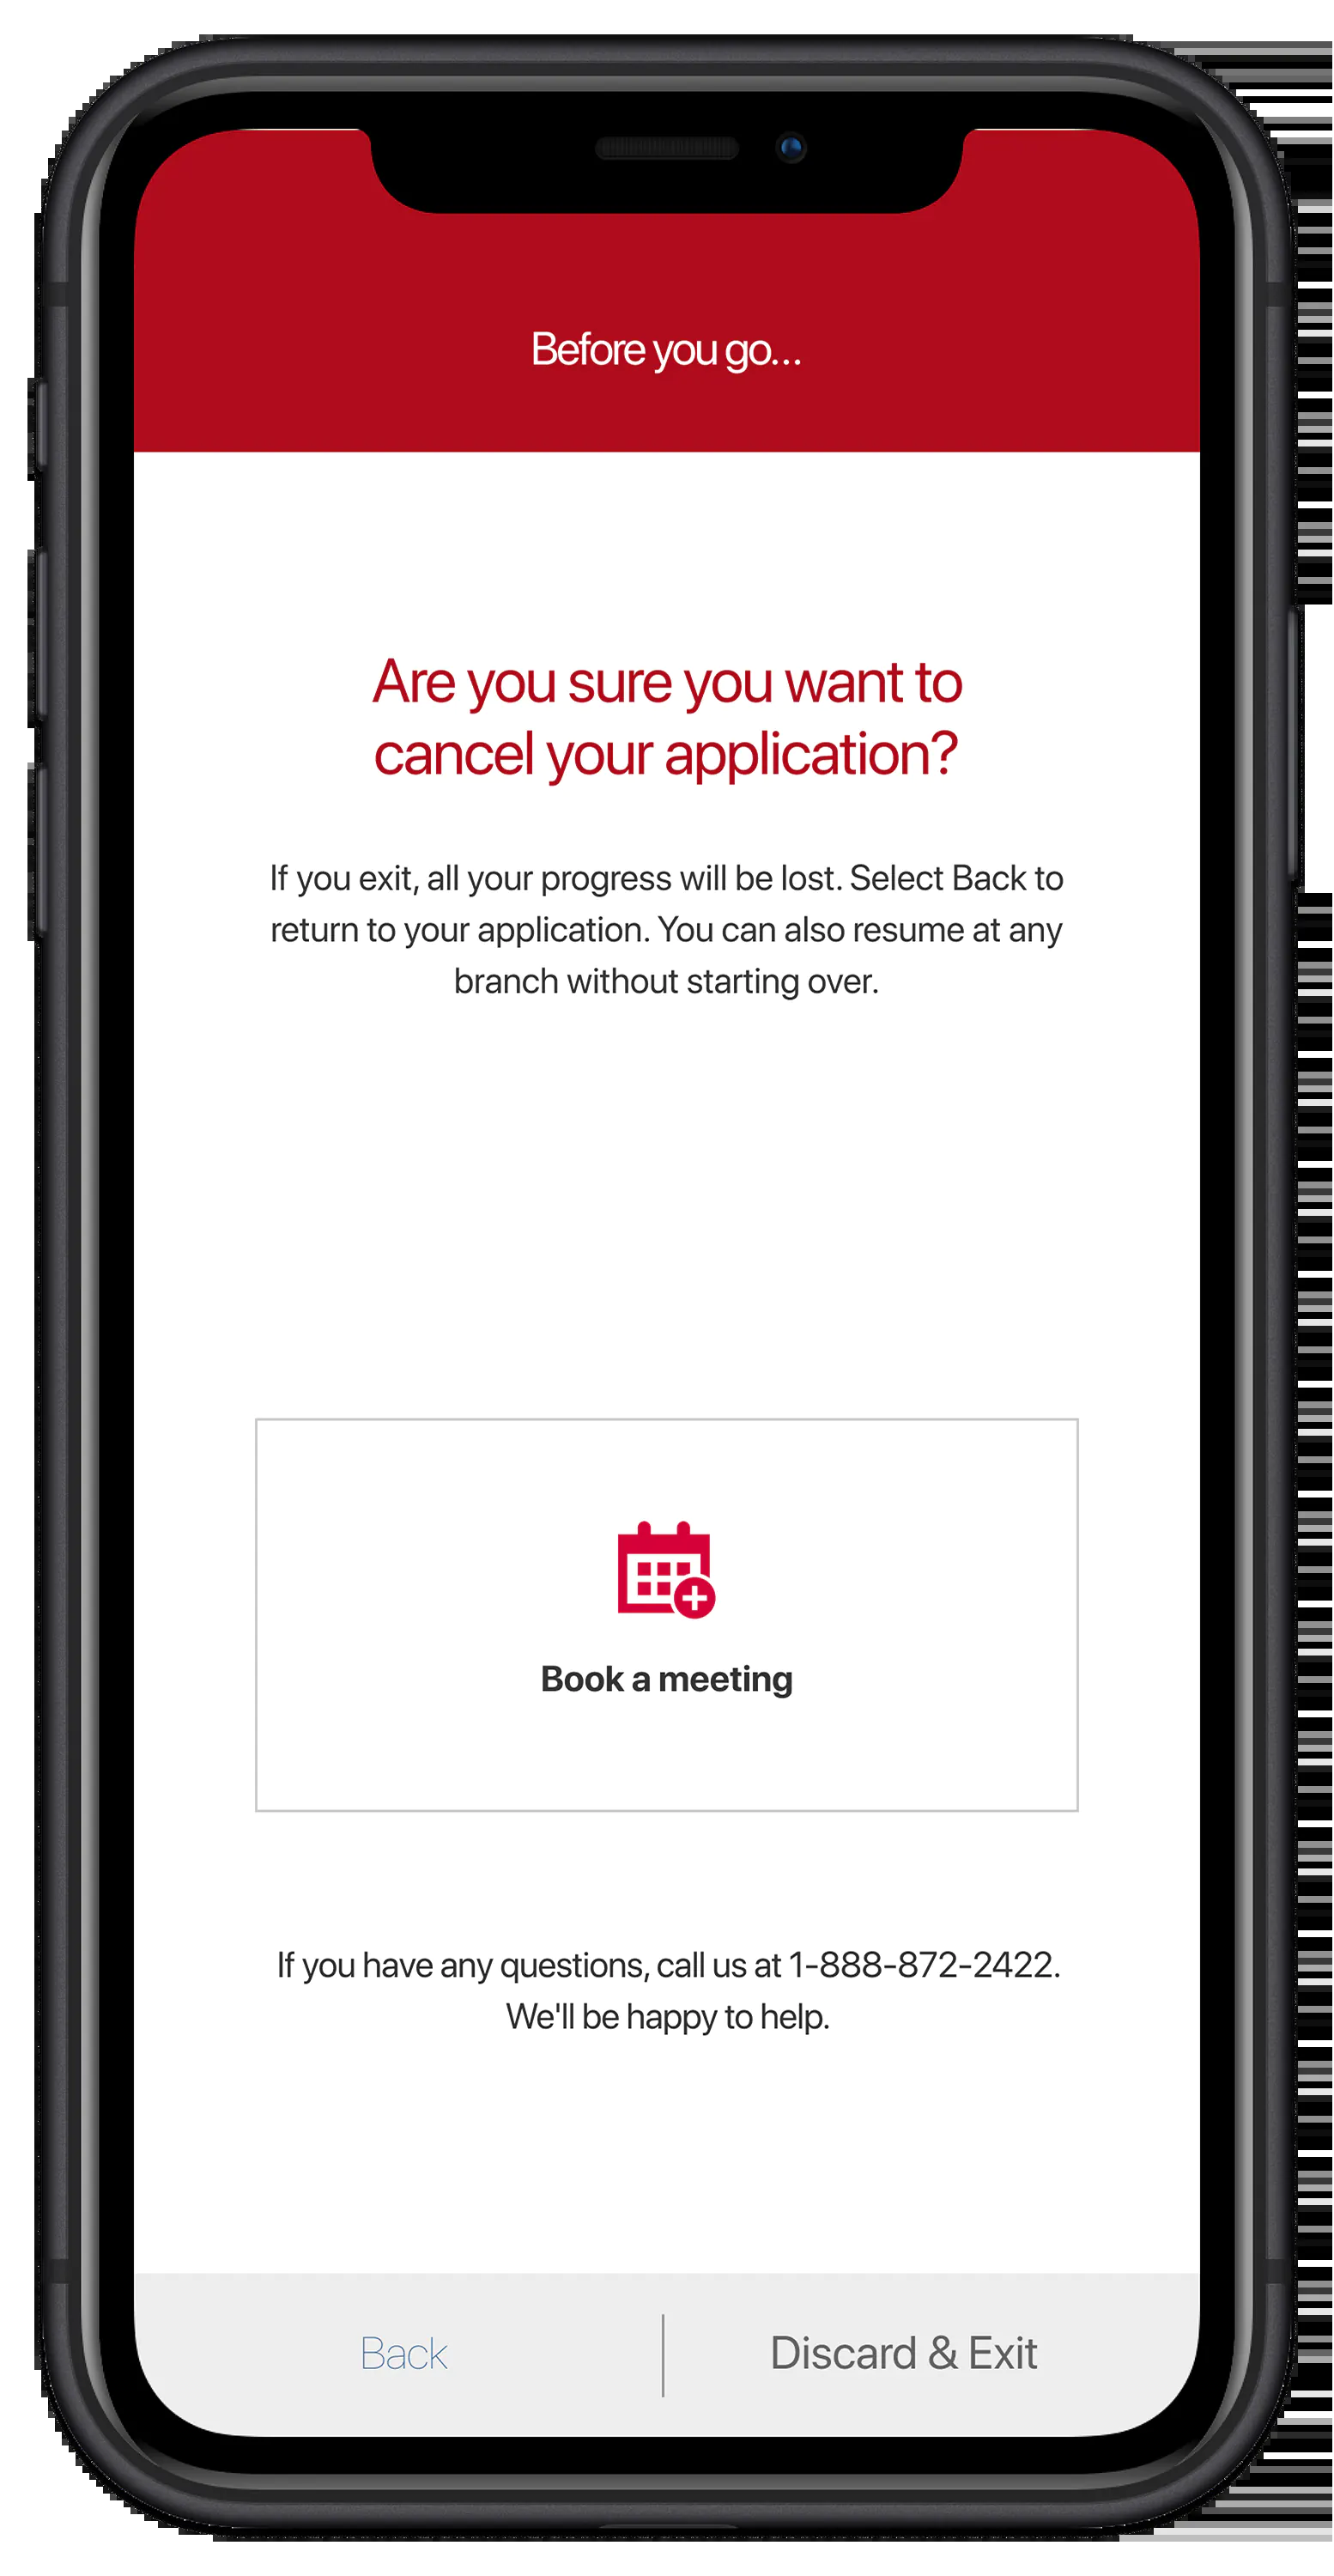 Before you go...
Are you sure you want to
cancel your application?
If you exit, all your progress will be lost. Select Back to
return to your application. You can also resume at any
branch without starting over.
Book a meeting
If you have any questions, call us at 1-888-872-2422.
We'll be happy to help.
Back
Discard & Exit